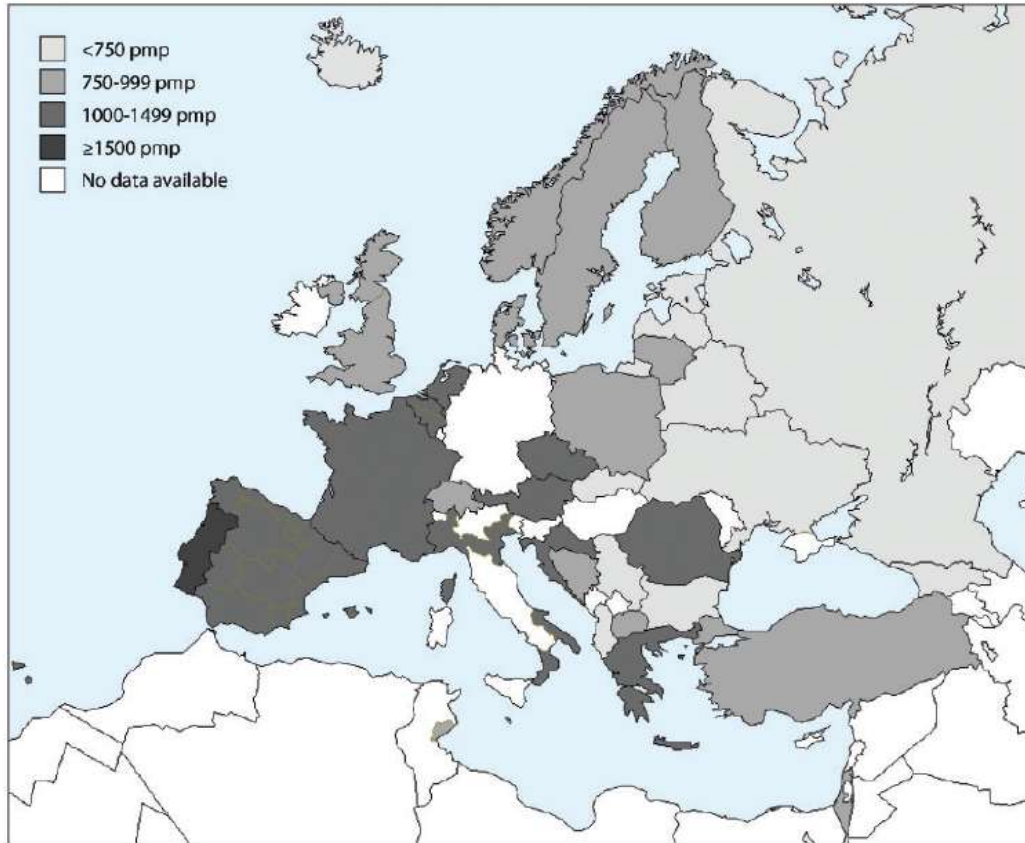 <750 pmp
750-999 pmp
1000-1499 pmp
≥1500 pmp
No data available